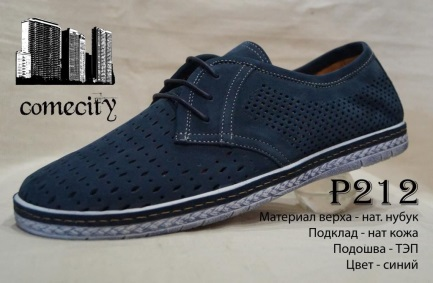 comecity
P212
Материал верха - нат. нубук
Подклад - нат кожа
Подошва - ТЭП
Цвет - синий